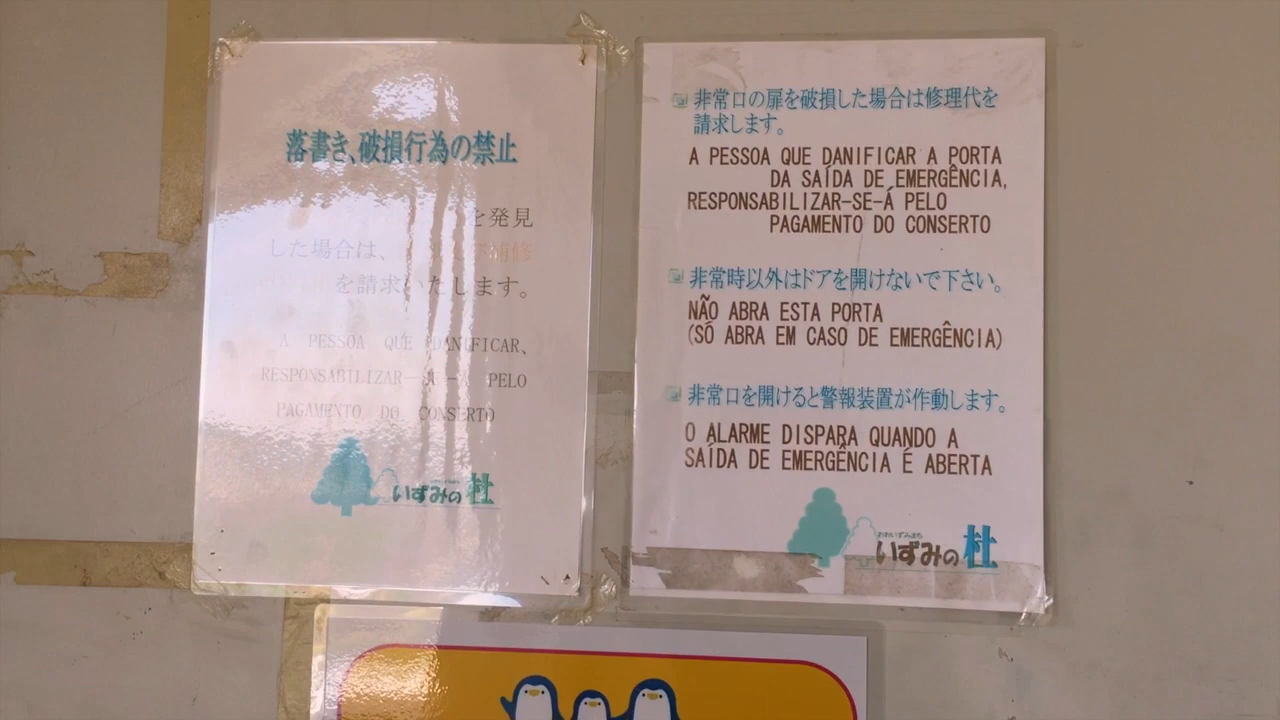 落書き、破損行為の禁止
を発見
した場合は、 補修
を請求いたします。
A PESSOA QUE DANIFICAR、
RESPONSABILIZAR-SE-Á PELO
PAGAMENTO DO CONSERTO
いずみの杜
非常口の扉を破損した場合は修理代を
請求します。
A PESSOA QUE DANIFICAR A PORTA
DA SAÍDA DE EMERGÊNCIA,
RESPONSABILIZAR-SE-Á PELO
PAGAMENTO DO CONSERTO
非常時以外はドアを開けないで下さい。
NÃO ABRA ESTA PORTA
(SÓ ABRA EM CASO DE EMERGÊNCIA)
非常口を開けると警報装置が作動します。
O ALARME DISPARA QUANDO A
SAÍDA DE EMERGÊNCIA É ABERTA
いずみの杜